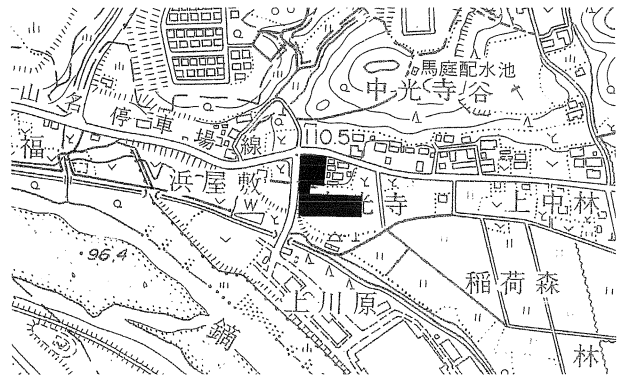 馬庭配水池
中光寺谷
山名停車場線
110.5
福
浜屋敷
W
光寺
上中林
96.4
稲荷森
上川原
鏑
林